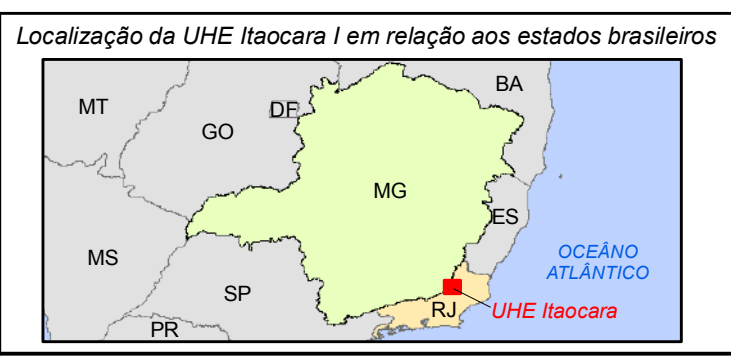 Localização da UHE Itaocara I em relação aos estados brasileiros
BA
MT
DF
GO
MG
ES
MS
OCEÂNO
ATLÂNTICO
SP
RJ
UHE Itaocara
PR